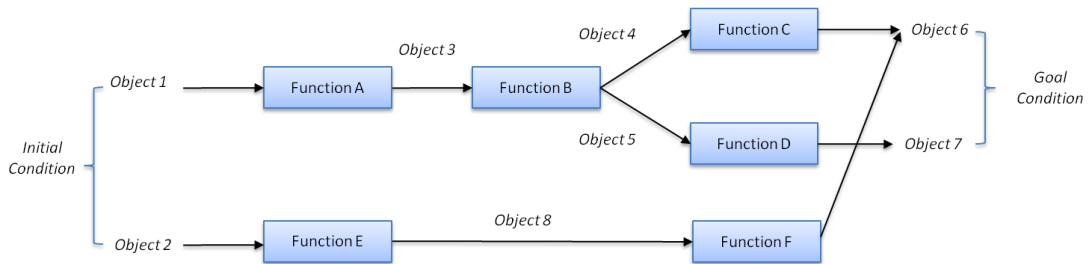 Object 1
Function A
Object 3
Function B
Object 4
Function C
Object 6
Object 5
Function D
Object 7
Goal
Condition
Initial
Condition
Object 2
Function E
Object 8
Function F